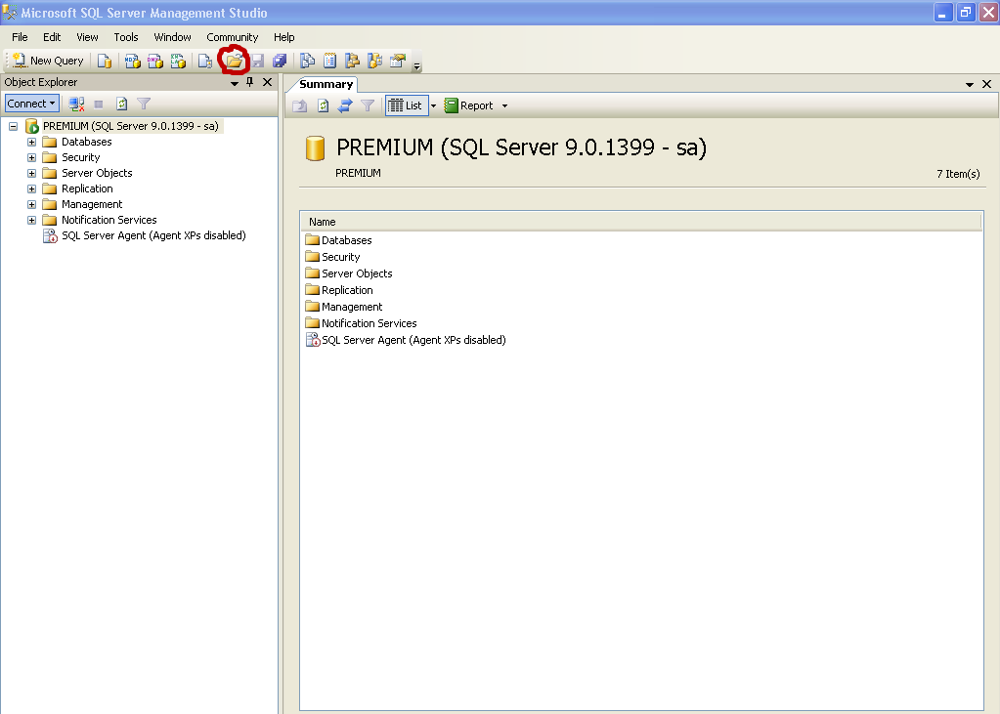 Microsoft SQL Server Management Studio
File Edit View Tools Window Community Help
New Query
Object Explorer
Connect
PREMIUM (SQL Server 9.0.1399 - sa)
Databases
Security
Server Objects
Replication
Management
Notification Services
SQL Server Agent (Agent XPs disabled)
Summary
List Report
PREMIUM (SQL Server 9.0.1399 - sa)
PREMIUM
7 Item(s)
Name
Databases
Security
Server Objects
Replication
Management
Notification Services
SQL Server Agent (Agent XPs disabled)